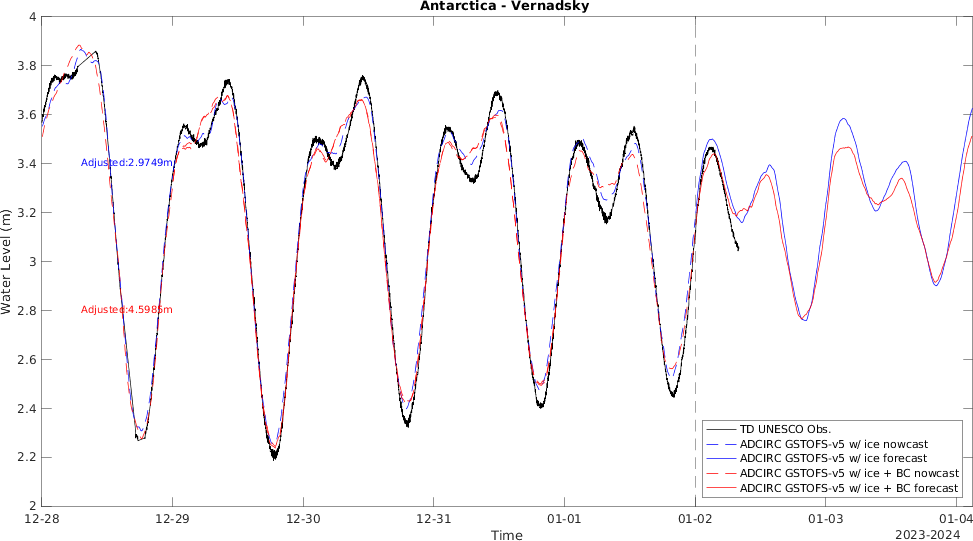 Antarctica - Vernadsky
4
3.8
3.6
3.4
3.2
3
2.8
2.6
2.4
2.2
2
Water Level (m)
Adjusted:2.9749m
Adjusted:4.5985m
TD UNESCO Obs.
ADCIRC GSTOFS-v5 w/ ice nowcast
ADCIRC GSTOFS-v5 w/ ice forecast
ADCIRC GSTOFS-v5 w/ ice + BC nowcast
ADCIRC GSTOFS-v5 w/ ice + BC forecast
12-28 12-29 12-30 12-31 01-01 01-02 01-03 01-04
Time
2023-2024